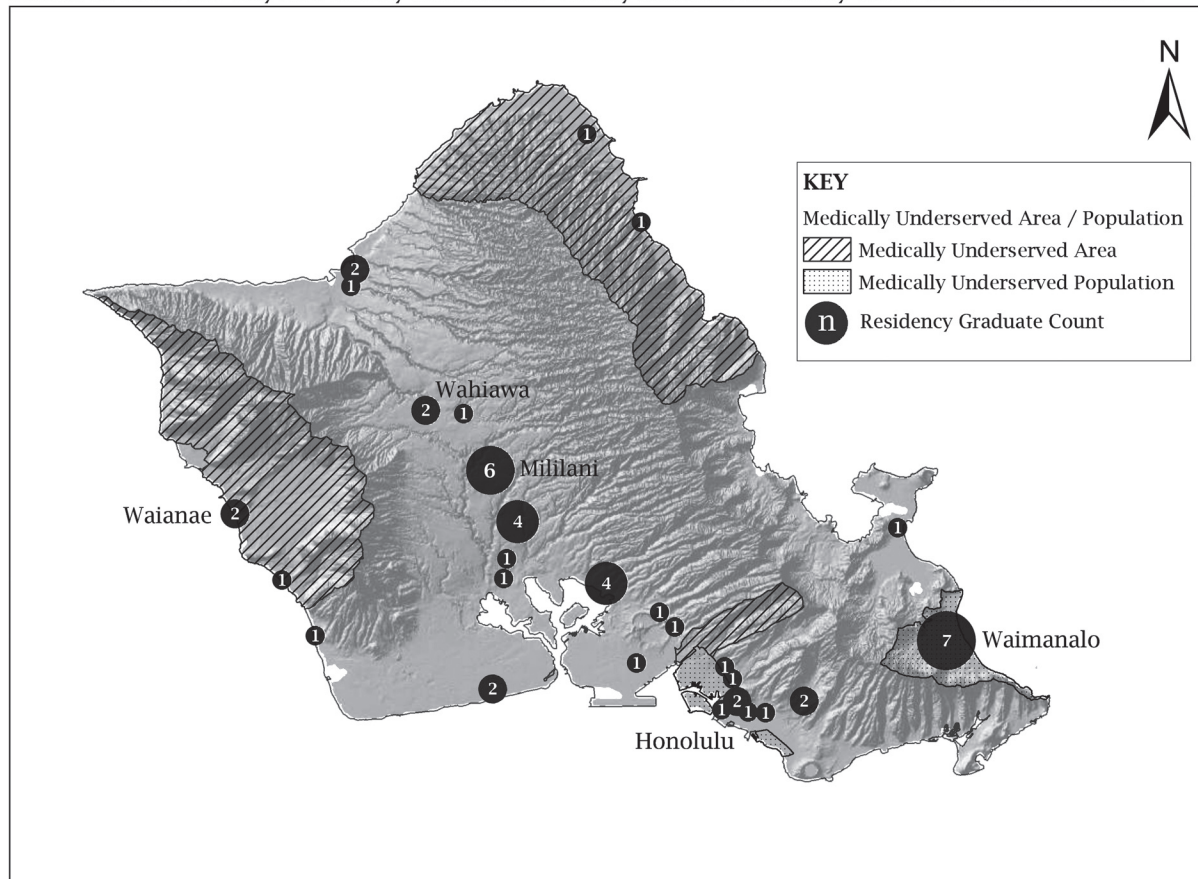 N
KEY
Medically Underserved Area / Population
Medically Underserved Area
Medically Underserved Population
n Residency Graduate Count
1
1
2
1
Wahiawa
2
1
6 Mililani
Waianae 2
4
1
1
1
1
4
1
1
1
1
7 Waimanalo
1
1
2
2
1
2
1
1
Honolulu